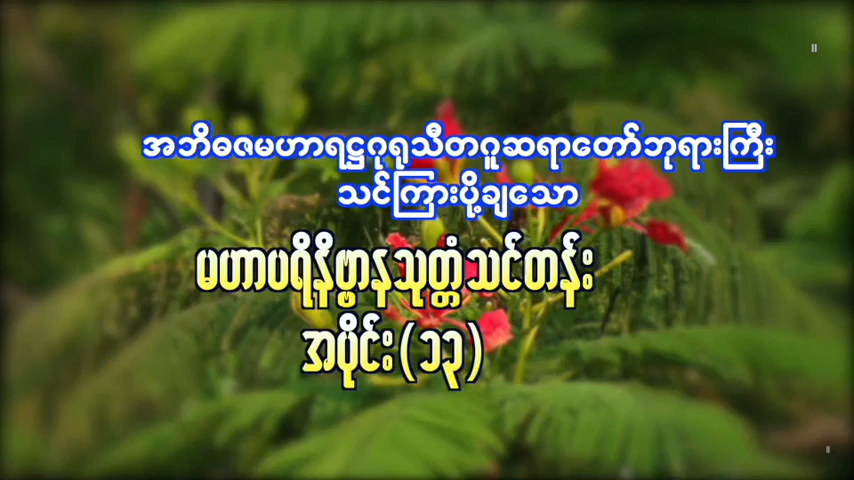 အဘိဓဇမဟာရဋ္ဌဂုရုသီတဂူဆရာတော်ဘုရားကြီး
သင်ကြားပို့ချသော
မဟာပရိနိဗ္ဗာနသုတ္တံသင်တန်း
အပိုင်း(၁၃)